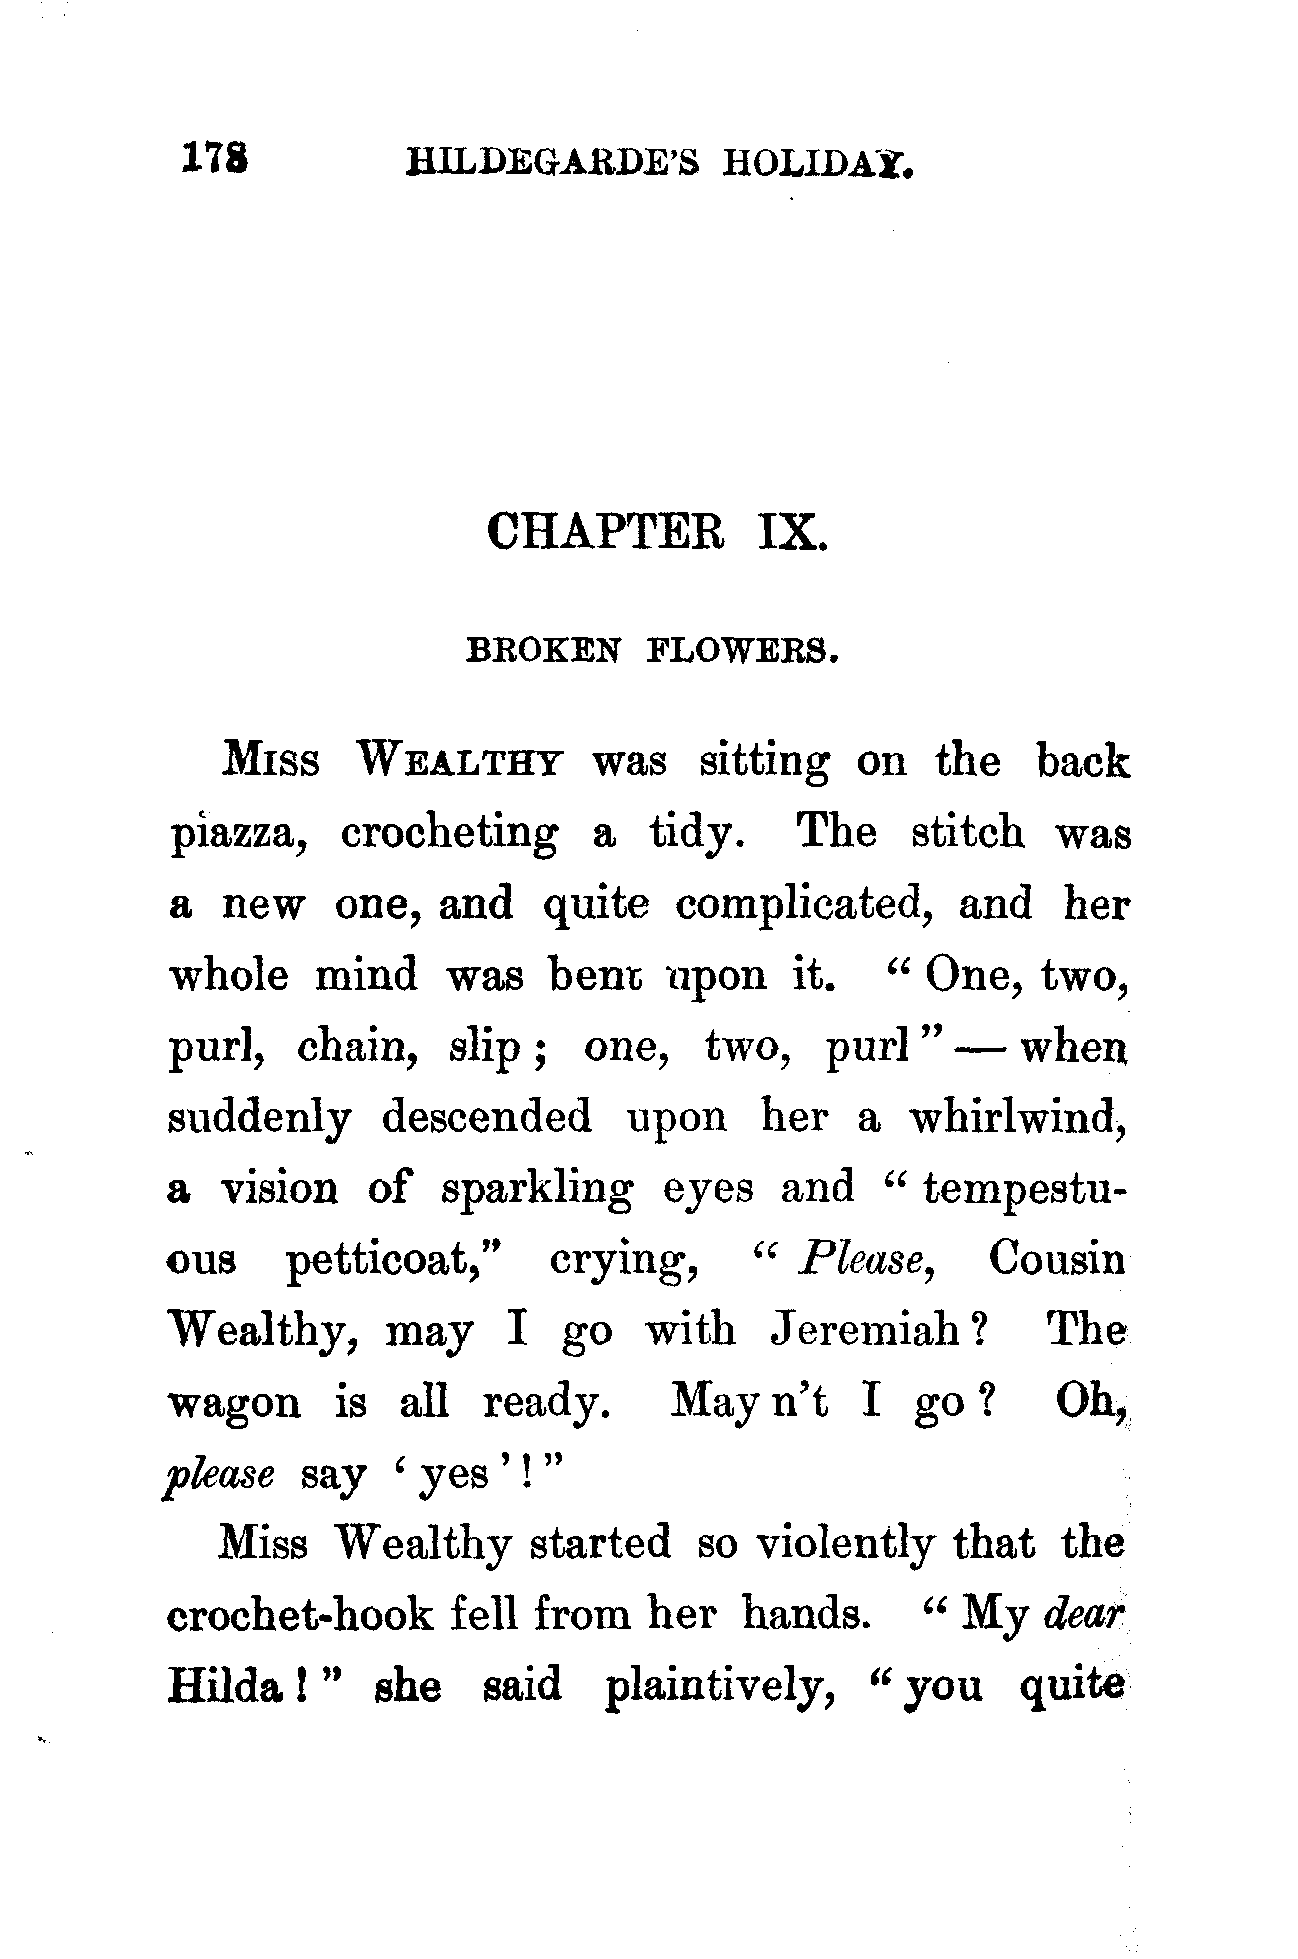 178 HILDEGARDE'S HOLIDAY.
CHAPTER IX.
BROKEN FLOWERS.
MISS WEALTHY was sitting on the back
piazza, crocheting a tidy. The stitch was
a new one, and quite complicated, and her
whole mind was bent upon it. "One, two,
purl, chain, slip; one, two, purl"—when
suddenly descended upon her a whirlwind,
a vision of sparkling eyes and "tempestu-
ous petticoat," crying, "Please, Cousin
Wealthy, may I go with Jeremiah? The
wagon is all ready. May n't I go? Oh,
please say 'yes'!"
Miss Wealthy started so violently that the
crochet-hook fell from her hands. "My dear
Hilda!" she said plaintively, "you quite